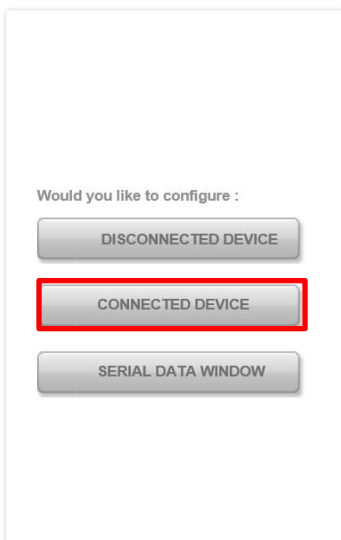 Would you like to configure :
DISCONNECTED DEVICE
CONNECTED DEVICE
SERIAL DATA WINDOW